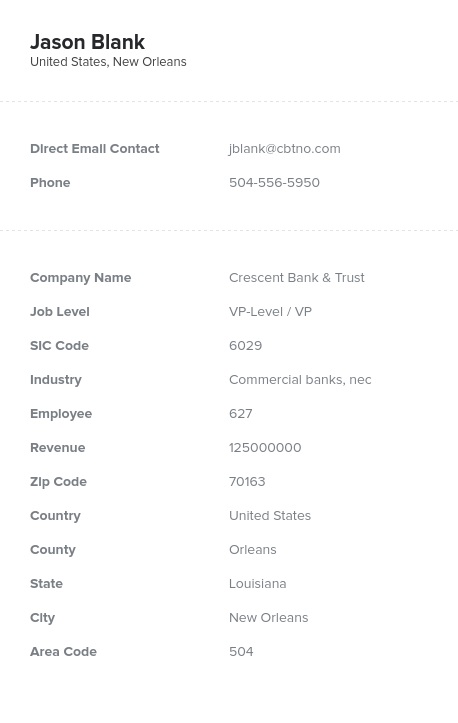 Jason Blank
United States, New Orleans
Direct Email Contact jblank@cbtno.com
Phone 504-556-5950
Company Name Crescent Bank & Trust
Job Level VP-Level / VP
SIC Code 6029
Industry Commercial banks, nec
Employee 627
Revenue 125000000
Zip Code 70163
Country United States
County Orleans
State Louisiana
City New Orleans
Area Code 504